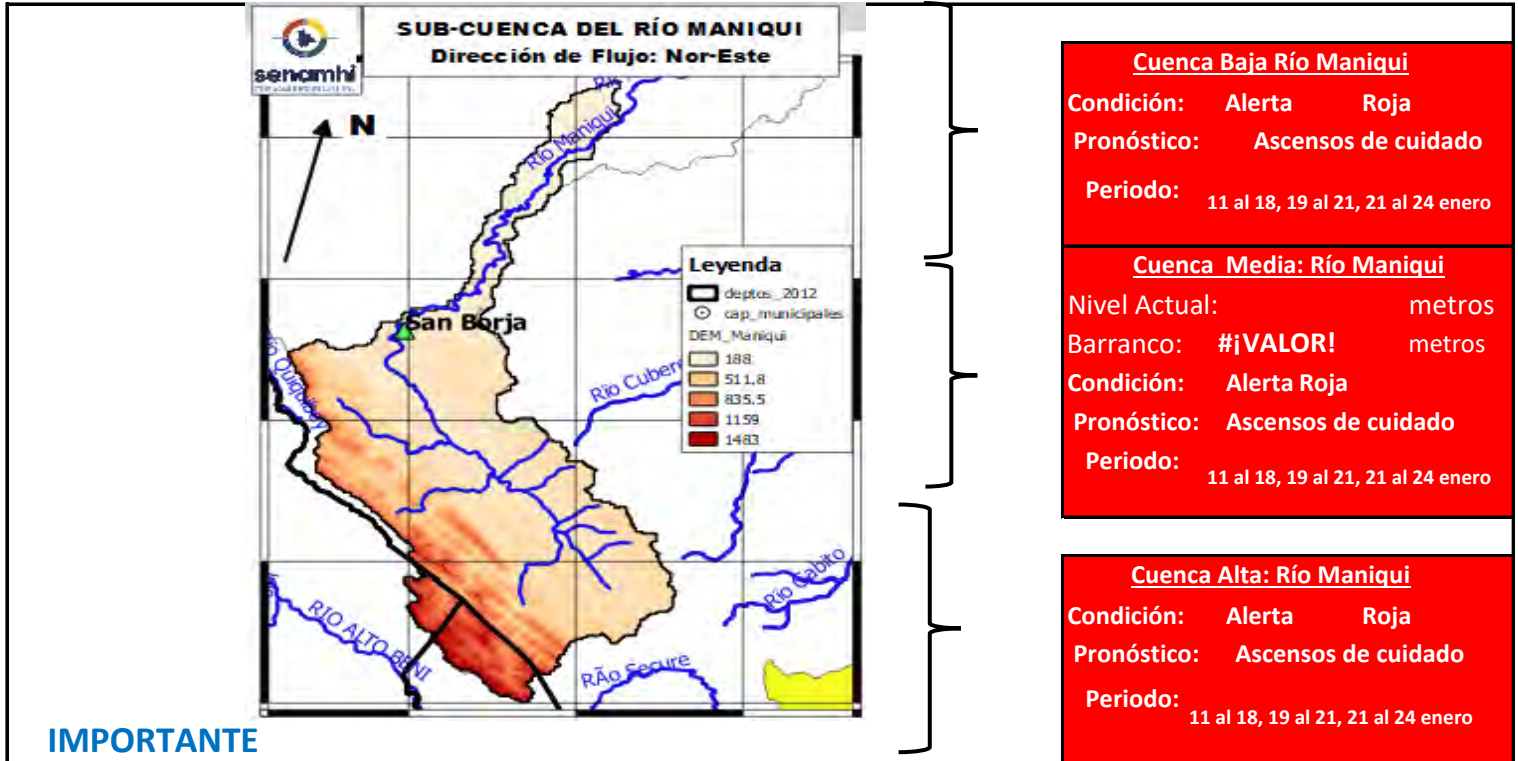 senamhi
SUB-CUENCA DEL RÍO MANIQUI
Dirección de Flujo: Nor-Este
N
Río Maniqui
San Borja
Río Cubere
Río Cabito
RIO ALTO BENI
RÃo Secure
Leyenda
deptos_2012
cap_municipales
DEM_Maniqui
188
511.8
835.5
1159
1483
Cuenca Baja Río Maniqui
Condición: Alerta Roja
Pronóstico: Ascensos de cuidado
Periodo: 11 al 18, 19 al 21, 21 al 24 enero
Cuenca Media: Río Maniqui
Nivel Actual: metros
Barranco: #¡VALOR! metros
Condición: Alerta Roja
Pronóstico: Ascensos de cuidado
Periodo: 11 al 18, 19 al 21, 21 al 24 enero
Cuenca Alta: Río Maniqui
Condición: Alerta Roja
Pronóstico: Ascensos de cuidado
Periodo: 11 al 18, 19 al 21, 21 al 24 enero
IMPORTANTE